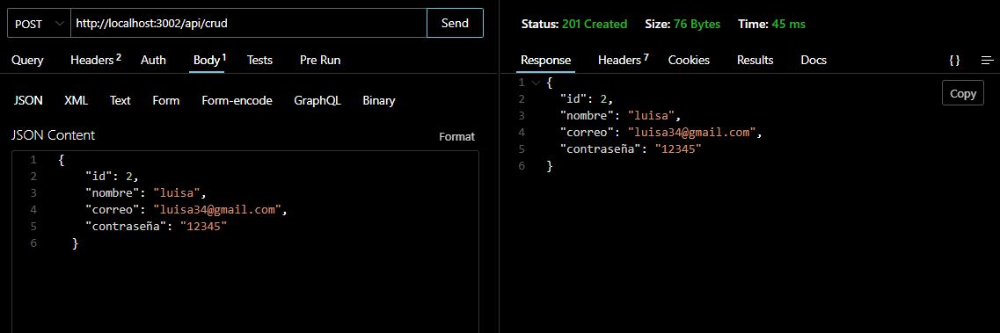 POST http://localhost:3002/api/crud Send
Query Headers 2 Auth Body 1 Tests Pre Run
JSON XML Text Form Form-encode GraphQL Binary
JSON Content Format
1 {
2 "id": 2,
3 "nombre": "luisa",
4 "correo": "luisa34@gmail.com",
5 "contraseña": "12345"
6 }
Status: 201 Created Size: 76 Bytes Time: 45 ms
Response Headers 7 Cookies Results Docs {}
Copy
1 {
2 "id": 2,
3 "nombre": "luisa",
4 "correo": "luisa34@gmail.com",
5 "contraseña": "12345"
6 }